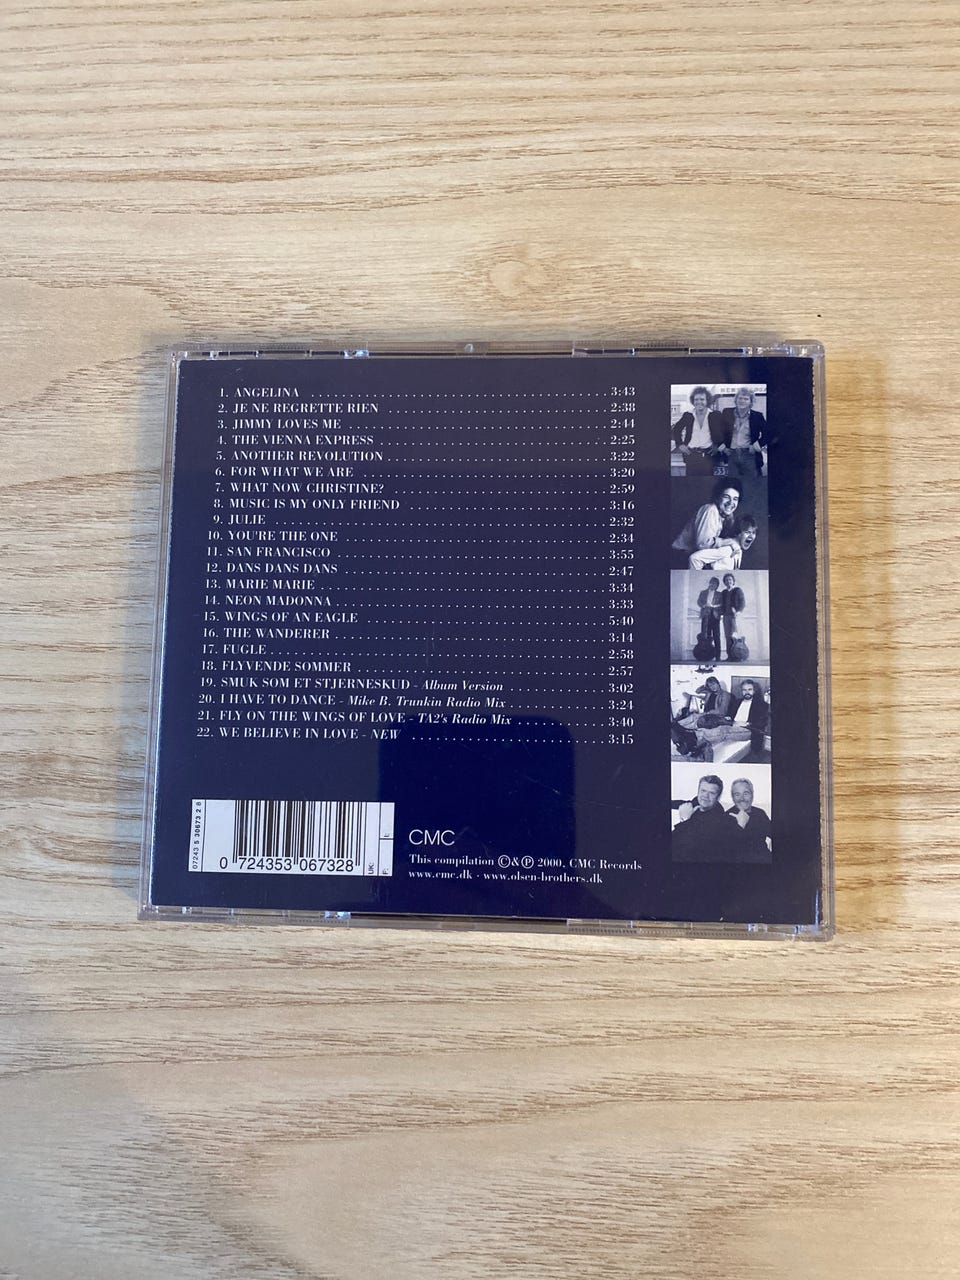 1. ANGELINA 3:43
2. JE NE REGRETTE RIEN 2:38
3. JIMMY LOVES ME 2:44
4. THE VIENNA EXPRESS 2:25
5. ANOTHER REVOLUTION 3:22
6. FOR WHAT WE ARE 3:20
7. WHAT NOW CHRISTINE? 2:59
8. MUSIC IS MY ONLY FRIEND 3:16
9. JULIE 2:32
10. YOU'RE THE ONE 2:34
11. SAN FRANCISCO 3:55
12. DANS DANS DANS 2:47
13. MARIE MARIE 3:34
14. NEON MADONNA 3:33
15. WINGS OF AN EAGLE 5:40
16. THE WANDERER 3:14
17. FUGLE 2:58
18. FLYVENDE SOMMER 2:57
19. SMUK SOM ET STJERNESKUD - Album Version 3:02
20. I HAVE TO DANCE - Mike B. Trunkin Radio Mix 3:24
21. FLY ON THE WINGS OF LOVE - TA2's Radio Mix 3:40
22. WE BELIEVE IN LOVE - NEW 3:15
07243 5 30673 2 8
0 724353 067328
UK:
F:
E:
CMC
This compilation ©&℗ 2000, CMC Records
www.cmc.dk · www.olsen-brothers.dk